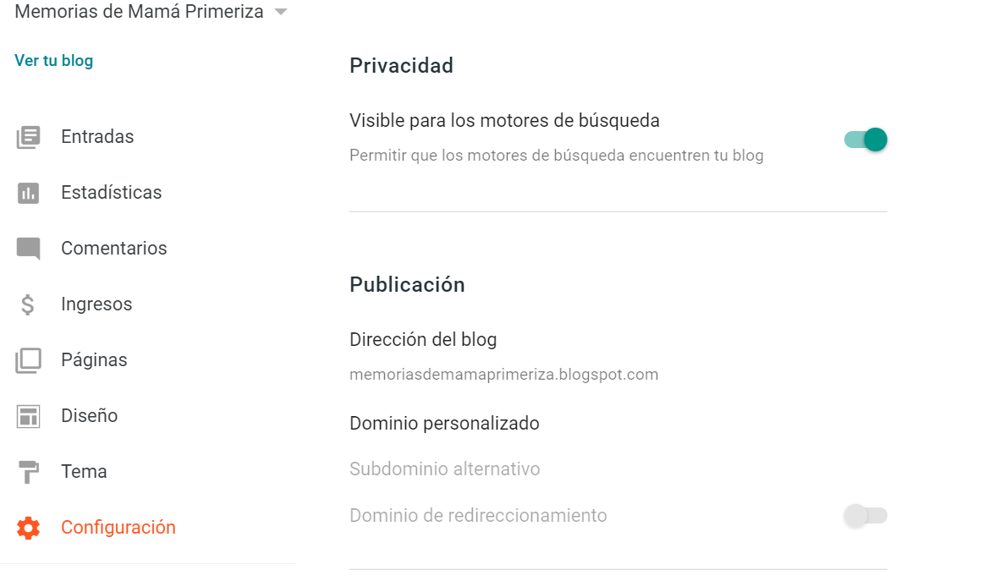 Memorias de Mamá Primeriza
Ver tu blog
Entradas
Estadísticas
Comentarios
Ingresos
Páginas
Diseño
Tema
Configuración
Privacidad
Visible para los motores de búsqueda
Permitir que los motores de búsqueda encuentren tu blog
Publicación
Dirección del blog
memoriasdemamaprimeriza.blogspot.com
Dominio personalizado
Subdominio alternativo
Dominio de redireccionamiento